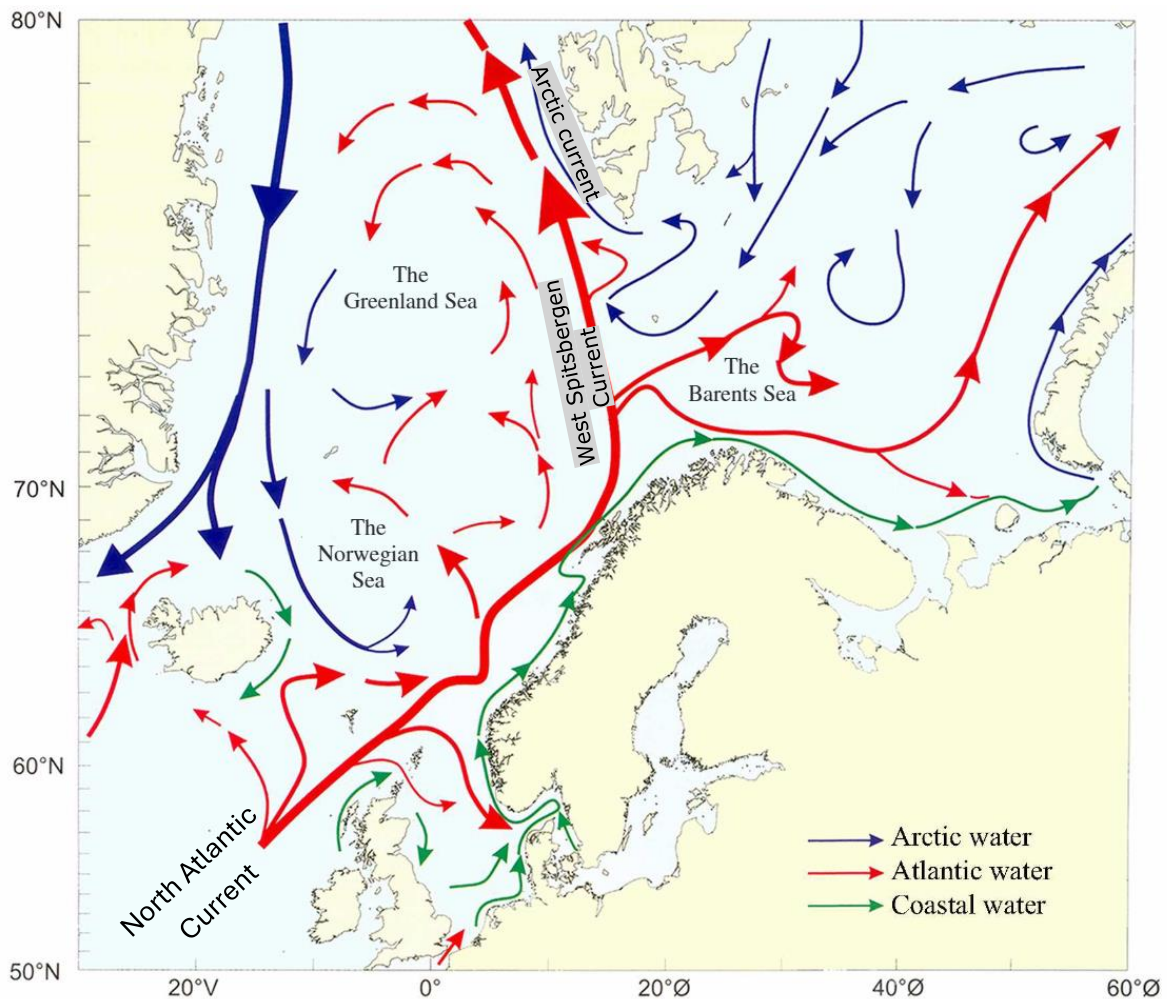 80°N
Arctic current
The
Greenland Sea
West Spitsbergen
Current
The
Barents Sea
70°N
The
Norwegian
Sea
60°N
North Atlantic
Current
Arctic water
Atlantic water
Coastal water
50°N
20°V
0°
20°Ø
40°Ø
60°Ø